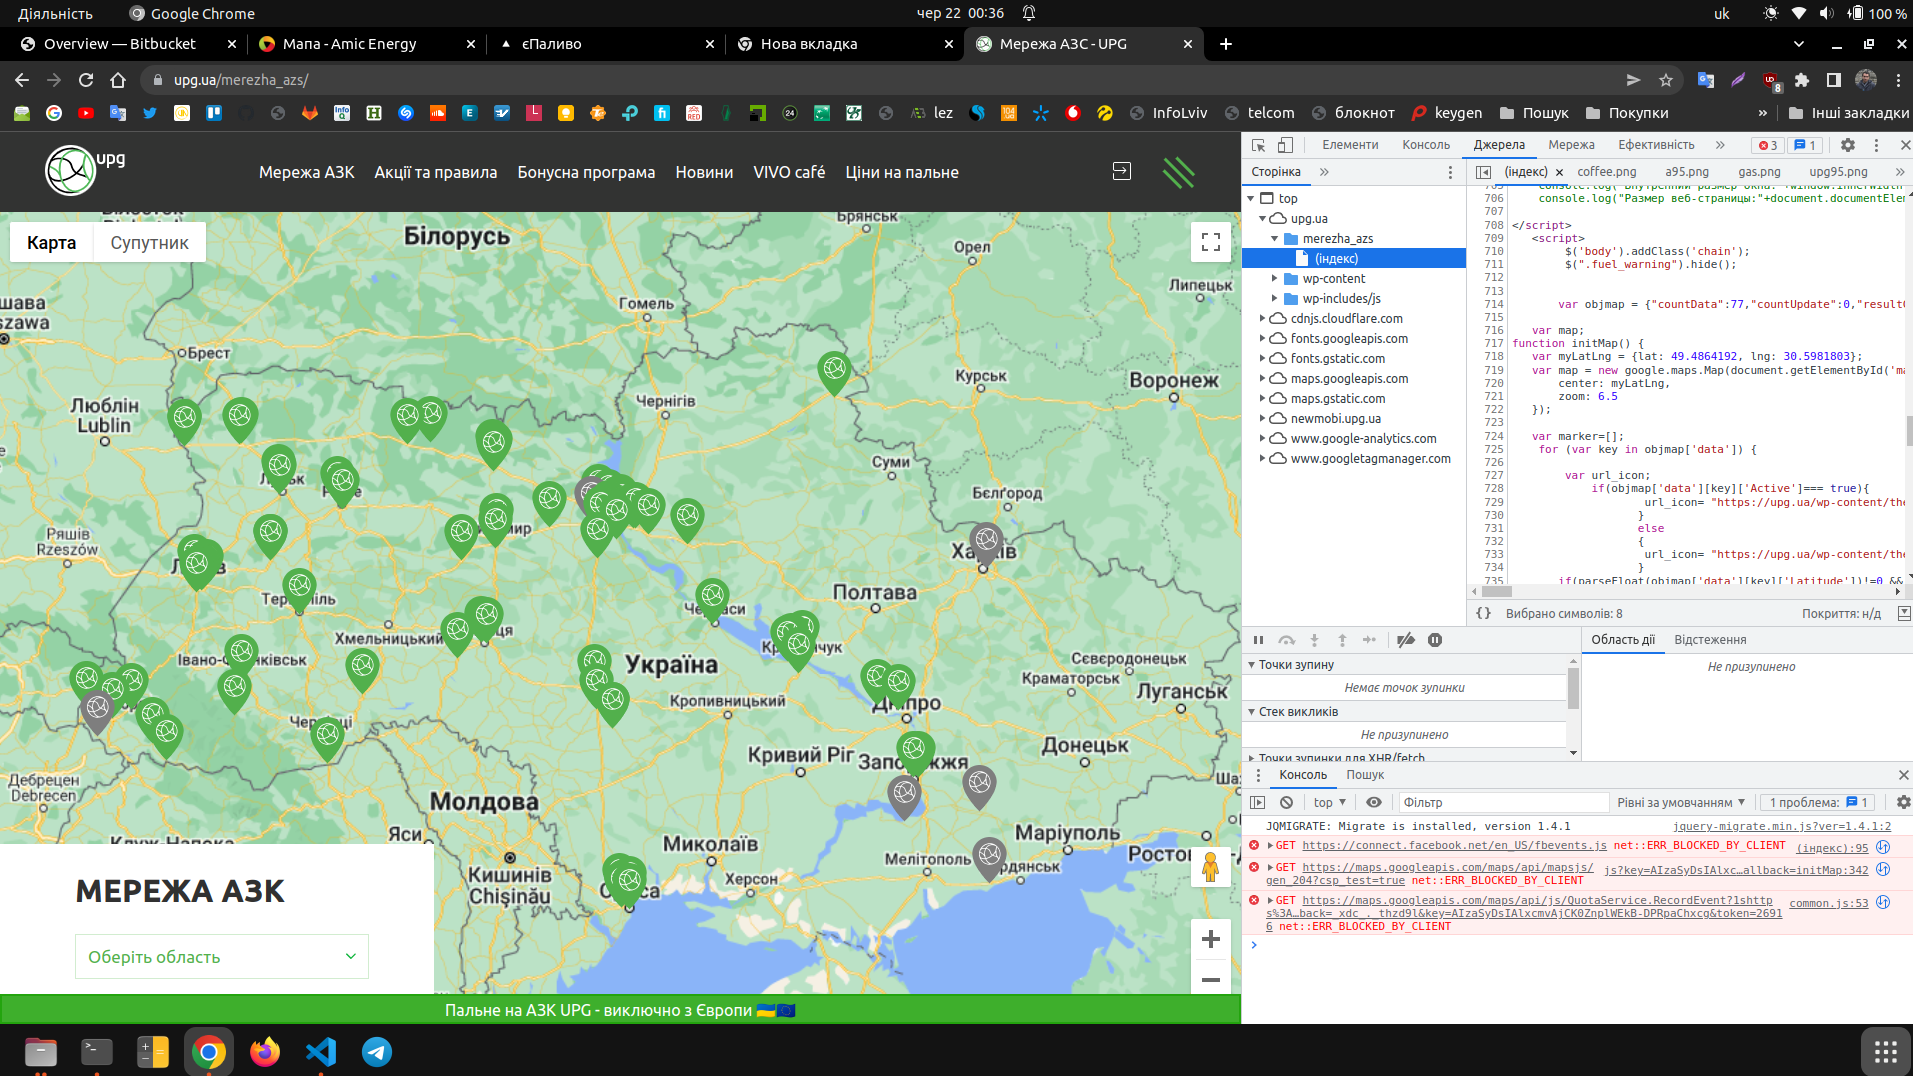 Діяльність
Google Chrome
чер 22 00:36
uk
100 %
Overview — Bitbucket
Мапа - Amic Energy
єПаливо
Нова вкладка
Мережа АЗС - UPG
upg.ua/merezha_azs/
8
lez
InfoLviv
telcom
блокнот
keygen
Пошук
Покупки
»
Інші закладки
upg
Мережа АЗК
Акції та правила
Бонусна програма
Новини
VIVO café
Ціни на пальне
Карта
Супутник
Білорусь
Брянськ
Орел
Липецьк
Гомель
Брест
Курськ
Воронеж
Люблін
Lublin
Чернігів
Суми
Бєлґород
Ряшів
Rzeszów
Полтава
Хмельницький
Івано-Франківськ
Україна
Сєвєродонецьк
Краматорськ
Луганськ
Кропивницький
Дніпро
Донецьк
Кривий Ріг
Дебрецен
Debrecen
Молдова
Яси
Клуж-Напока
Миколаїв
Маріуполь
Мелітополь
Кишинів
Chișinău
Херсон
МЕРЕЖА АЗК
Оберіть область
Пальне на АЗК UPG - виключно з Європи 🇺🇦🇪🇺
Елементи
Консоль
Джерела
Мережа
Ефективність
»
3
1
Сторінка
»
(індекс)
coffee.png
a95.png
gas.png
upg95.png
»
top
upg.ua
merezha_azs
(індекс)
wp-content
wp-includes/js
cdnjs.cloudflare.com
fonts.googleapis.com
fonts.gstatic.com
maps.googleapis.com
maps.gstatic.com
newmobi.upg.ua
www.google-analytics.com
www.googletagmanager.com
706 console.log("Размер веб-страницы:"+document.documentElem
707
708 </script>
709 <script>
710 $('body').addClass('chain');
711 $(".fuel_warning").hide();
712
713
714 var objmap = {"countData":77,"countUpdate":0,"result
715
716 var map;
717 function initMap() {
718 var myLatLng = {lat: 49.4864192, lng: 30.5981803};
719 var map = new google.maps.Map(document.getElementById('ma
720 center: myLatLng,
721 zoom: 6.5
722 });
723
724 var marker=[];
725 for (var key in objmap['data']) {
726
727 var url_icon;
728 if(objmap['data'][key]['Active']=== true){
729 url_icon= "https://upg.ua/wp-content/the
730 }
731 else
732 {
733 url_icon= "https://upg.ua/wp-content/the
734 }
735 if(parseFloat(objmap['data'][key]['Latitude'])!=0 &&
{} Вибрано символів: 8
Покриття: н/д
Область дії
Відстеження
Не призупинено
Точки зупину
Немає точок зупинки
Стек викликів
Не призупинено
Точки зупинки для XHR/fetch
Консоль
Пошук
top
Фільтр
Рівні за умовчанням
1 проблема: 1
JQMIGRATE: Migrate is installed, version 1.4.1
jquery-migrate.min.js?ver=1.4.1:2
GET https://connect.facebook.net/en_US/fbevents.js net::ERR_BLOCKED_BY_CLIENT
(індекс):95
GET https://maps.googleapis.com/maps/api/mapsjs/
gen_204?csp_test=true net::ERR_BLOCKED_BY_CLIENT
js?key=AIzaSyDsIAlxc…allback=initMap:342
GET https://maps.googleapis.com/maps/api/js/QuotaService.RecordEvent?1shttp
s%3A…back=_xdc_._thzd9l&key=AIzaSyDsIAlxcmvAjCK0ZnplWEkB-DPRpaChxcg&token=2691
6 net::ERR_BLOCKED_BY_CLIENT
common.js:53